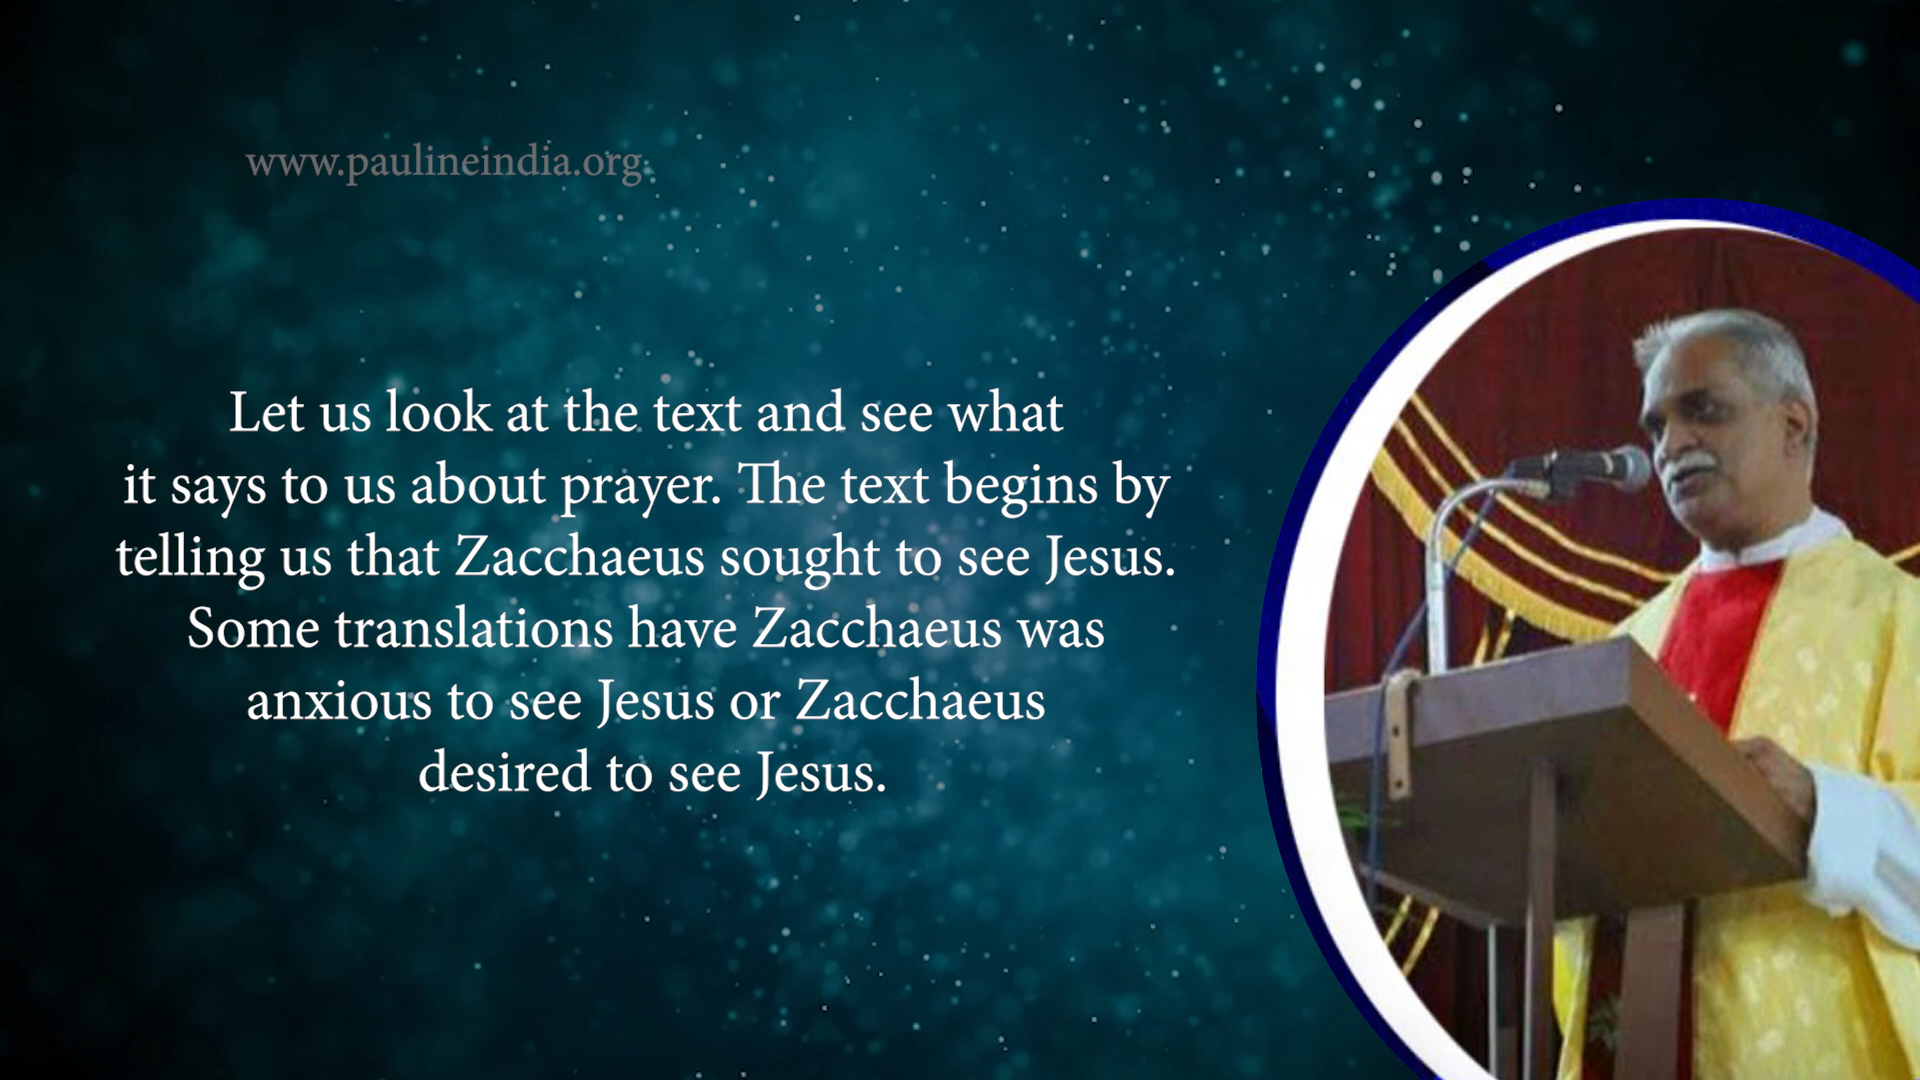 www.paulineindia.org
Let us look at the text and see what
it says to us about prayer. The text begins by
telling us that Zacchaeus sought to see Jesus.
Some translations have Zacchaeus was
anxious to see Jesus or Zacchaeus
desired to see Jesus.